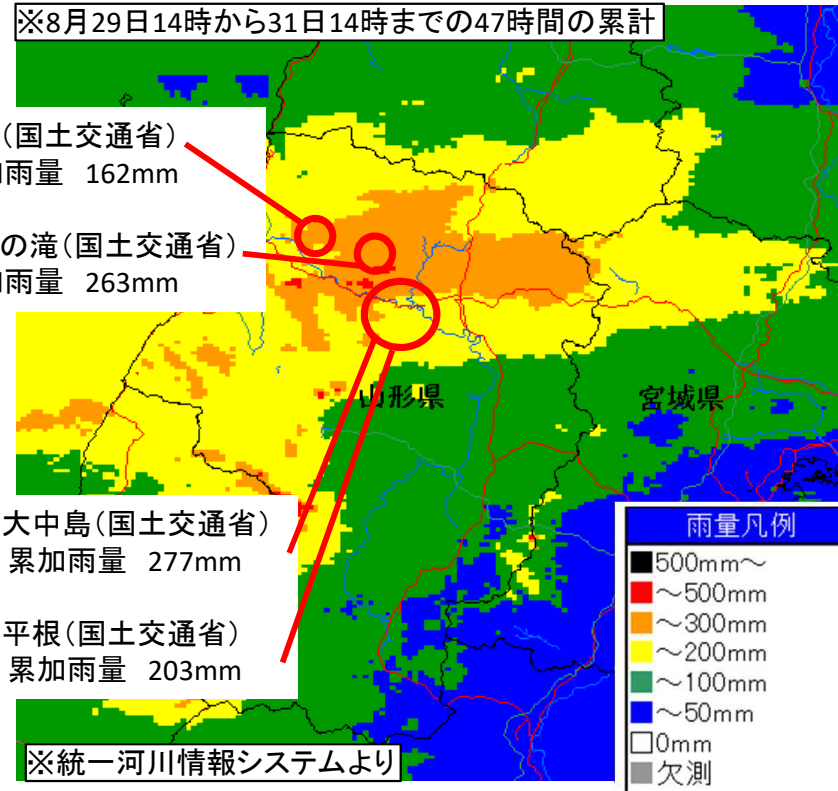 ※8月29日14時から31日14時までの47時間の累計
(国土交通省)
雨量 162mm
の滝(国土交通省)
雨量 263mm
山形県
宮城県
大中島(国土交通省)
累加雨量 277mm
平根(国土交通省)
累加雨量 203mm
※統一河川情報システムより
雨量凡例
500mm～
～500mm
～300mm
～200mm
～100mm
～50mm
0mm
欠測